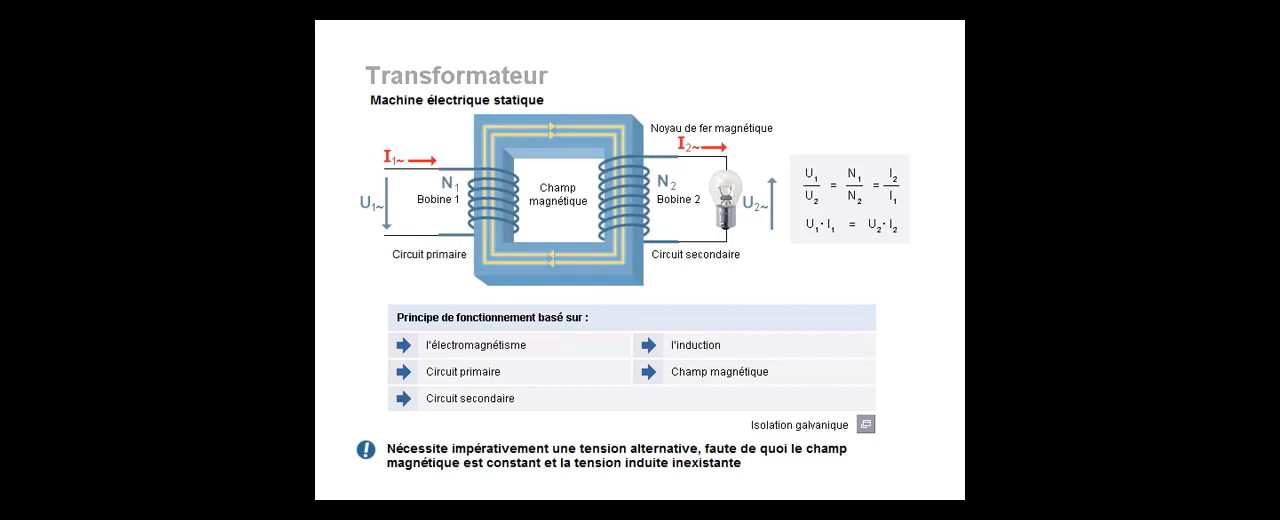 Transformateur
Machine électrique statique
Noyau de fer magnétique
I1~
I2~
N1
Bobine 1
Champ
magnétique
N2
Bobine 2
U1~
U2~
Circuit primaire
Circuit secondaire
U1/U2 = N1/N2 = I2/I1
U1·I1 = U2·I2
Principe de fonctionnement basé sur :
l'électromagnétisme
l'induction
Circuit primaire
Champ magnétique
Circuit secondaire
Isolation galvanique
! Nécessite impérativement une tension alternative, faute de quoi le champ
magnétique est constant et la tension induite inexistante